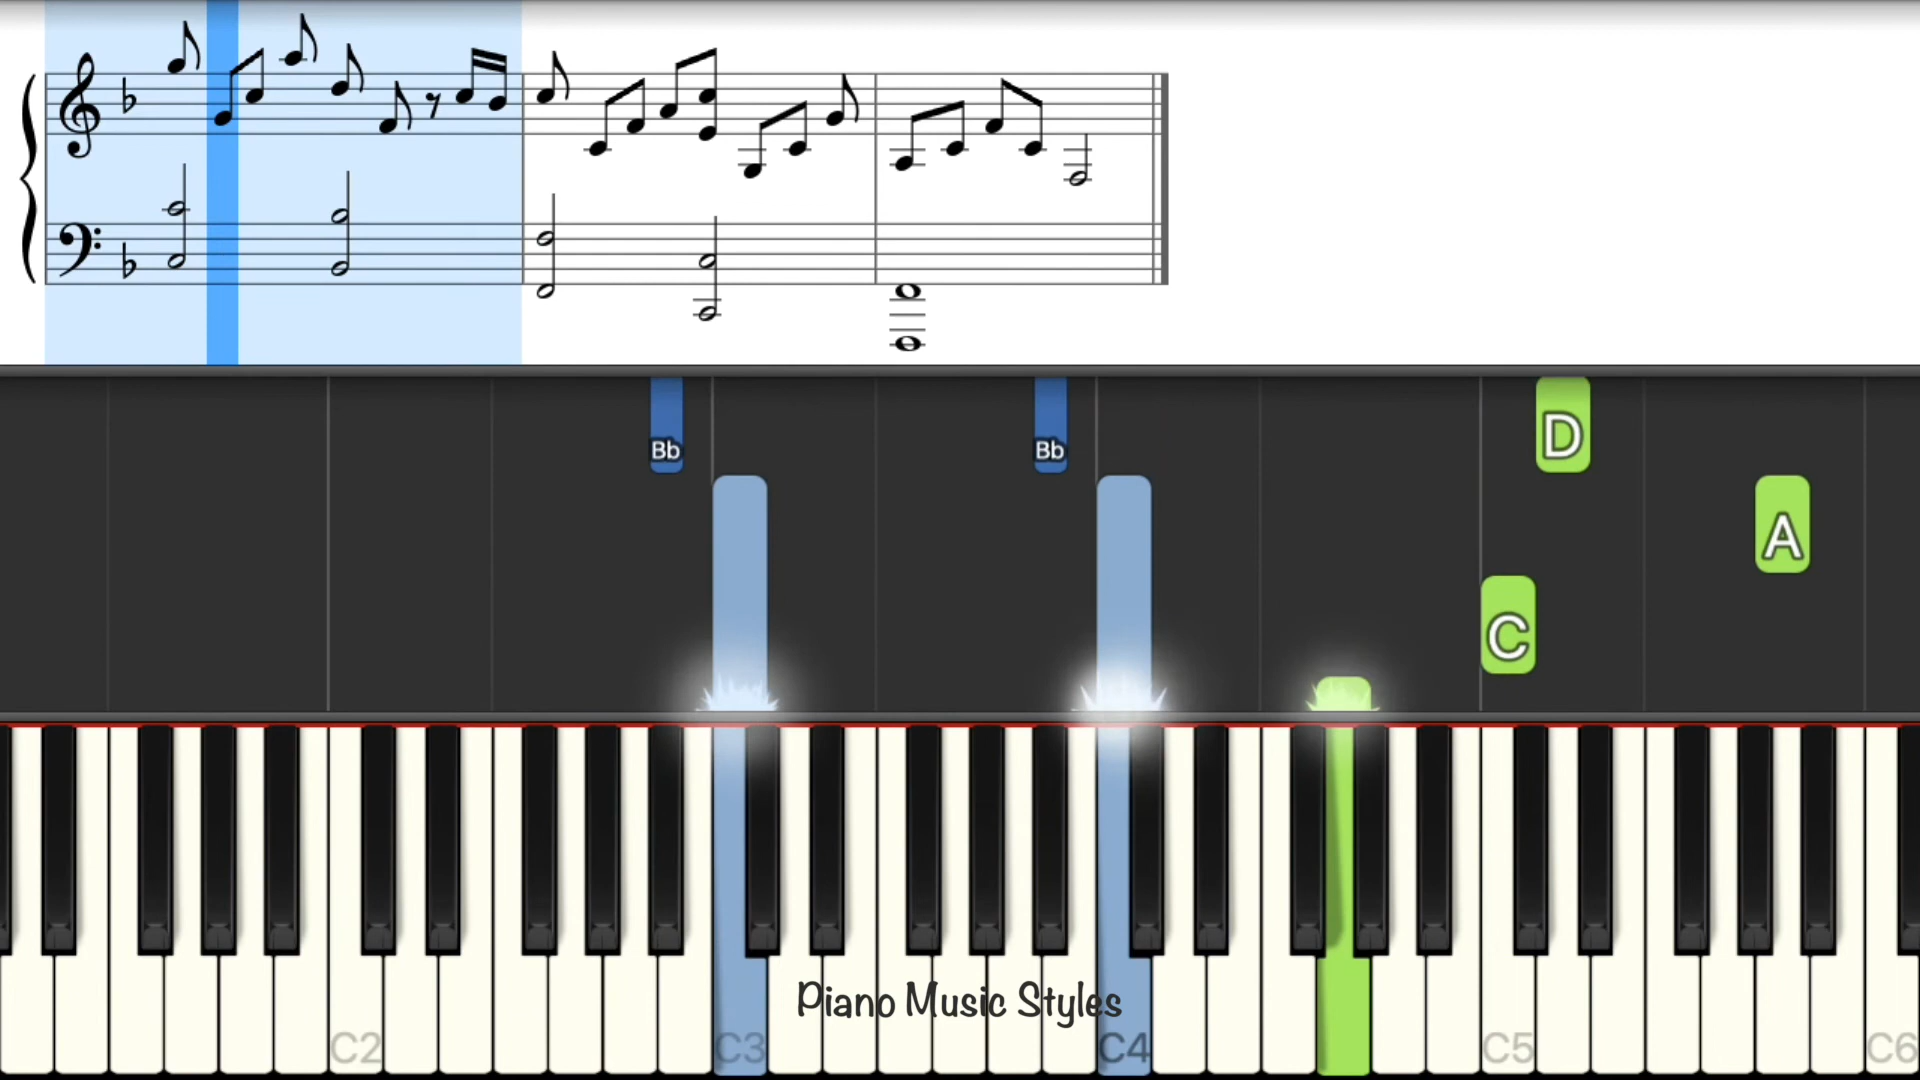 Bb Bb D
A
C
Piano Music Styles
C2 C3 C4 C5 C6